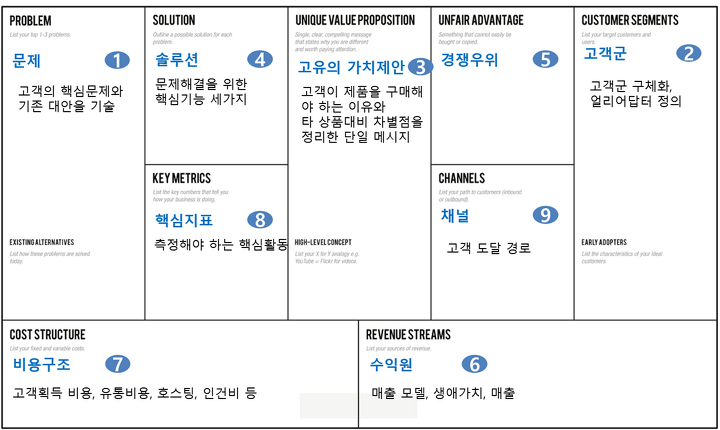 PROBLEM
List your top 1-3 problems.
문제 1
고객의 핵심문제와
기존 대안을 기술
EXISTING ALTERNATIVES
List how these problems are solved
today.
SOLUTION
Outline a possible solution for each
problem.
솔루션 4
문제해결을 위한
핵심기능 세가지
KEY METRICS
List the key numbers that tell you
how your business is doing.
핵심지표 8
측정해야 하는 핵심활동
UNIQUE VALUE PROPOSITION
Single, clear, compelling message
that states why you are different
and worth paying attention.
고유의 가치제안 3
고객이 제품을 구매해
야 하는 이유와
타 상품대비 차별점을
정리한 단일 메시지
HIGH-LEVEL CONCEPT
List your X for Y analogy e.g.
YouTube = Flickr for videos
UNFAIR ADVANTAGE
Something that cannot easily be
bought or copied.
경쟁우위 5
CHANNELS
List your path to customers (inbound
or outbound).
채널 9
고객 도달 경로
CUSTOMER SEGMENTS
List your target customers and
users.
고객군 2
고객군 구체화,
얼리어답터 정의
EARLY ADOPTERS
List the characteristics of your ideal
customers.
COST STRUCTURE
List your fixed and variable costs.
비용구조 7
고객획득 비용, 유통비용, 호스팅, 인건비 등
REVENUE STREAMS
List your sources of revenue.
수익원 6
매출 모델, 생애가치, 매출